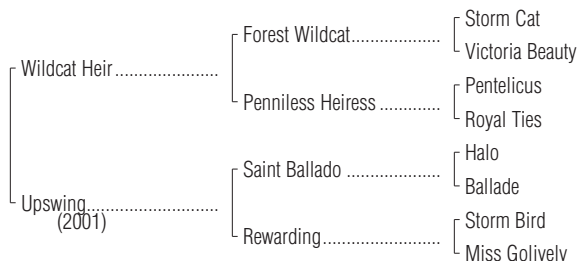 Storm Cat
Forest Wildcat....................
Victoria Beauty
Wildcat Heir.......................
Pentelicus
Penniless Heiress..............
Royal Ties
Halo
Saint Ballado.....................
Ballade
Upswing.............................
(2001)
Storm Bird
Rewarding.........................
Miss Golively